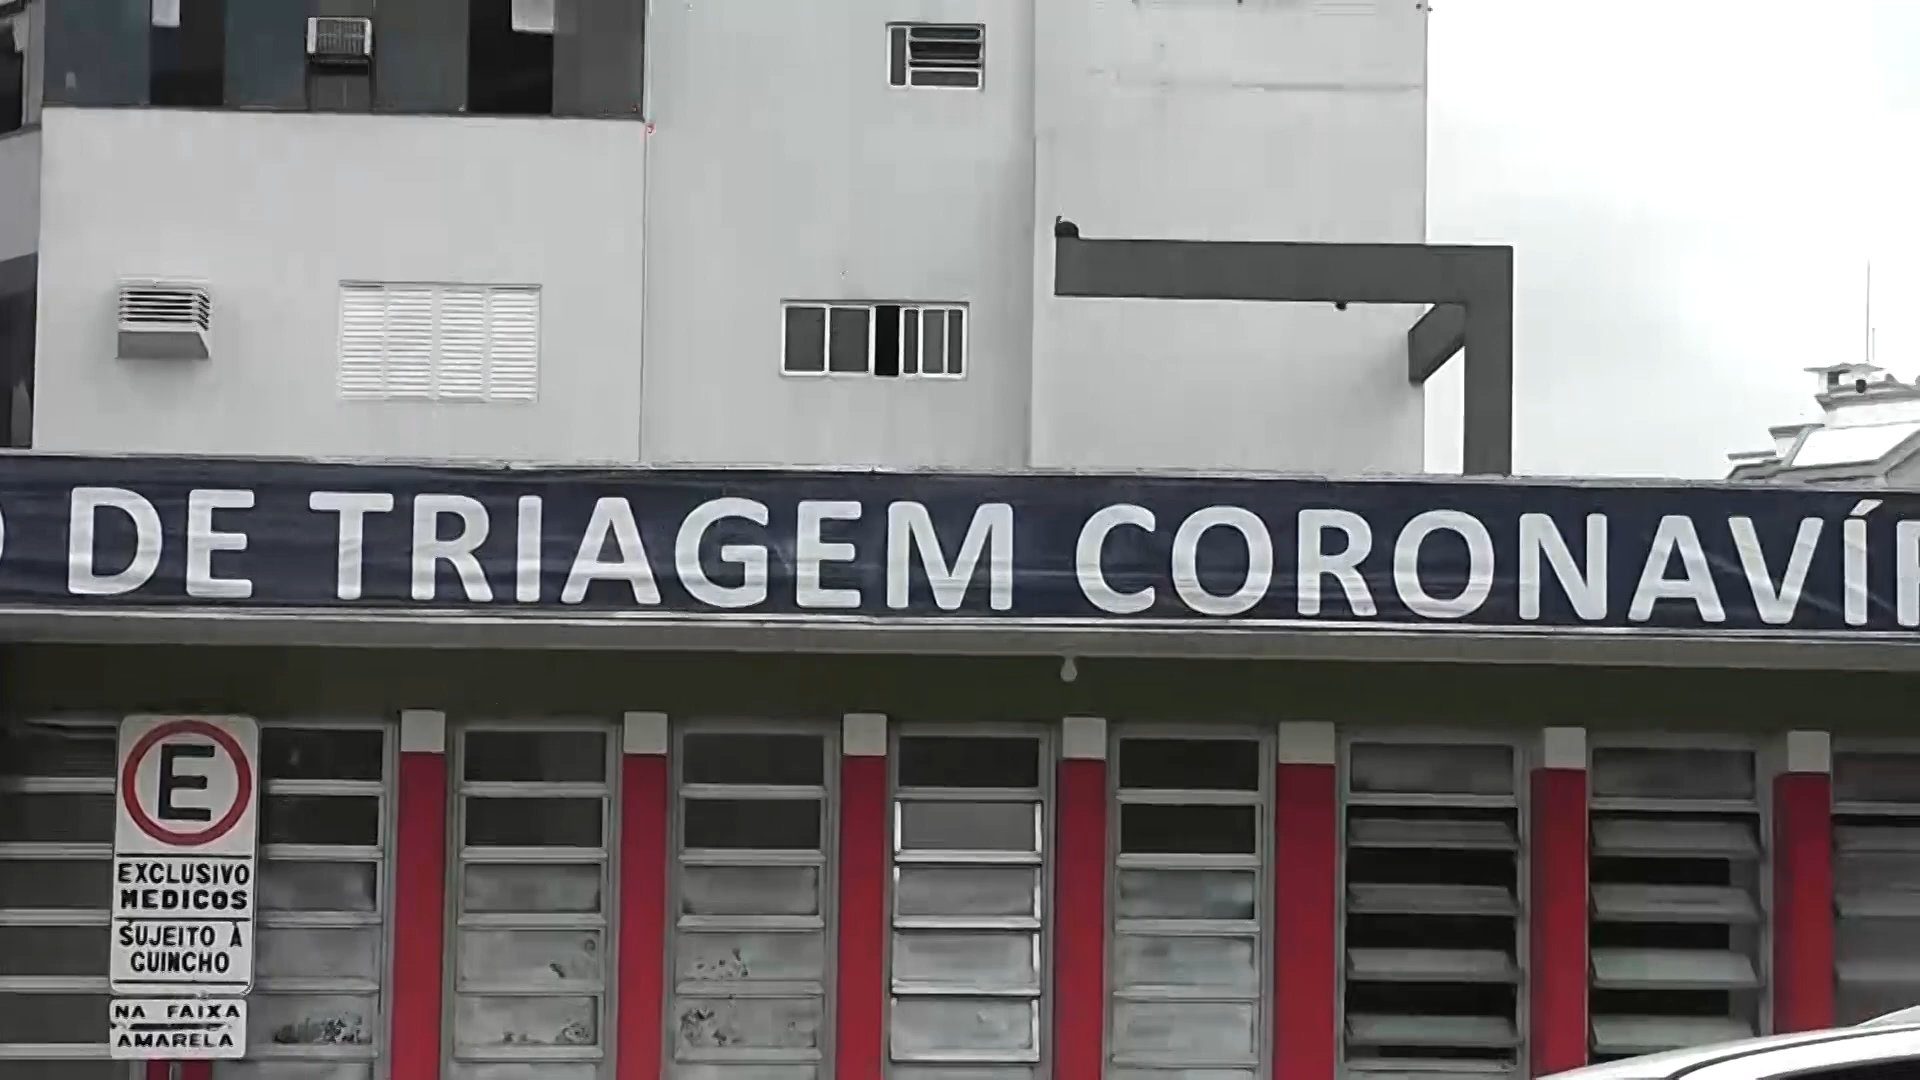 DE TRIAGEM CORONAVÍ
E
EXCLUSIVO
MEDICOS
SUJEITO À
GUINCHO
NA FAIXA
AMARELA